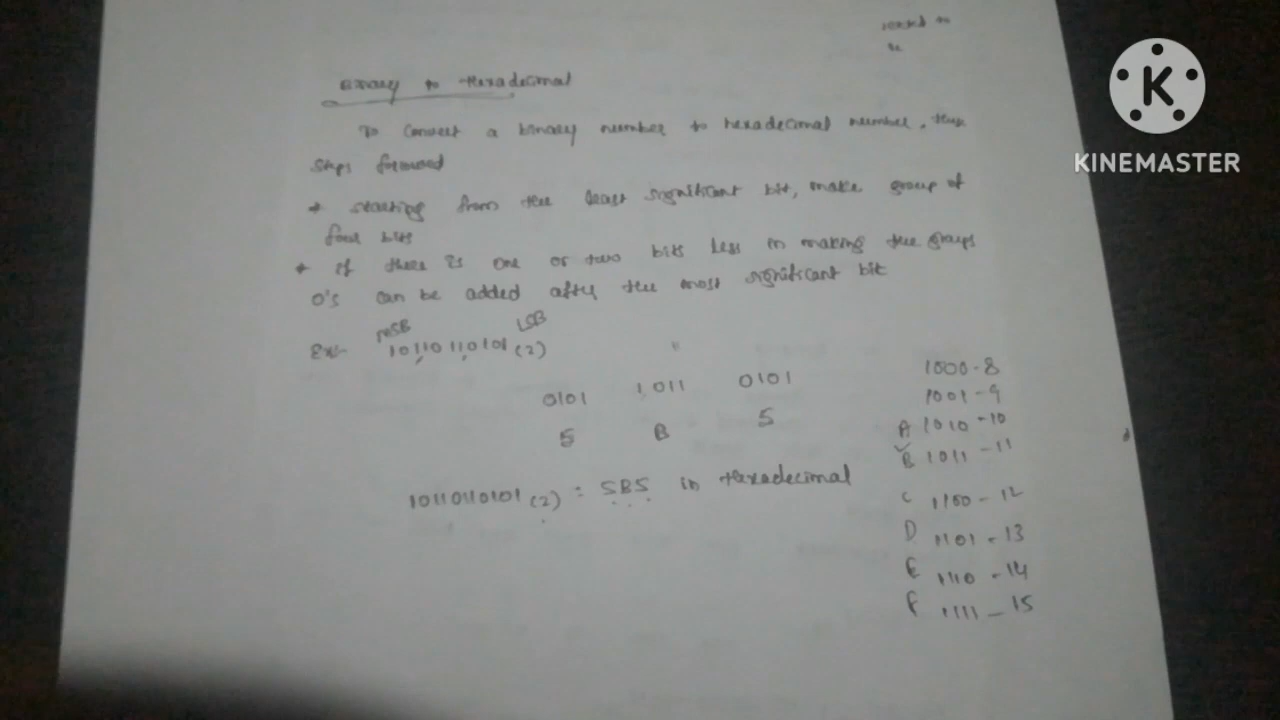 Binary to Hexadecimal
To convert a binary number to hexadecimal number, these
steps followed
* starting from the least significant bit, make group of
four bits
* if there is one or two bits less in making the groups
0's can be added after the most significant bit
MSB LSB
Ex:- 10110110101 (2)
0101 1011 0101
5 B 5
10110110101 (2) = 5B5 in Hexadecimal
1000 - 8
1001 - 9
A 1010 - 10
B 1011 - 11
C 1100 - 12
D 1101 - 13
E 1110 - 14
F 1111 - 15
K
KINEMASTER